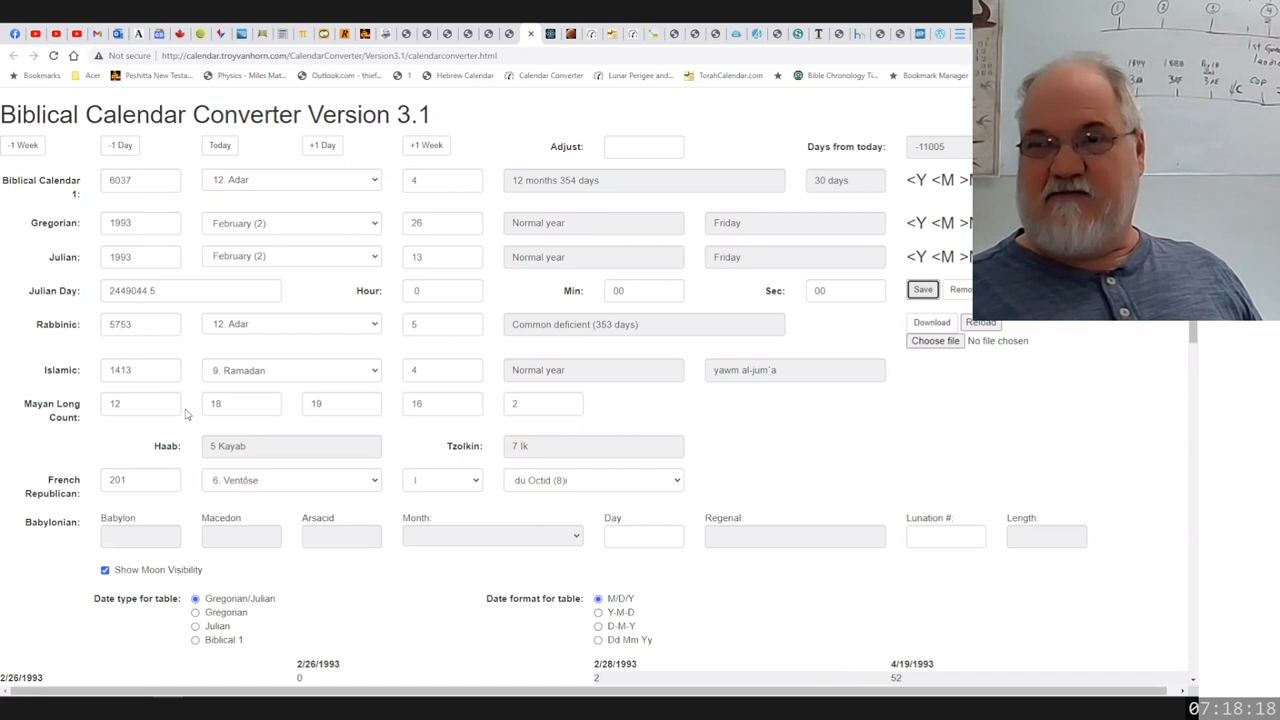 Not secure http://calendar.troyvanhorn.com/CalendarConverter/Version3.1/calendarconverter.html
Bookmarks Acer Peshitta New Testa... Physics - Miles Mat... Outlook.com - thief... 1 Hebrew Calendar Calendar Converter Lunar Perigee and... TorahCalendar.com Bible Chronology Ti... Bookmark Manager
Biblical Calendar Converter Version 3.1
-1 Week -1 Day Today +1 Day +1 Week Adjust: Days from today: -11005
Biblical Calendar 1: 6037 12. Adar 4 12 months 354 days 30 days <Y <M >M
Gregorian: 1993 February (2) 26 Normal year Friday <Y <M >M
Julian: 1993 February (2) 13 Normal year Friday <Y <M >M
Julian Day: 2449044.5 Hour: 0 Min: 00 Sec: 00 Save Remo
Rabbinic: 5753 12. Adar 5 Common deficient (353 days) Download Reload
Choose file No file chosen
Islamic: 1413 9. Ramadan 4 Normal year yawm al-jum`a
Mayan Long Count: 12 18 19 16 2
Haab: 5 Kayab Tzolkin: 7 Ik
French Republican: 201 6. Ventôse I du Octid (8)i
Babylonian: Babylon Macedon Arsacid Month: Day: Regenal: Lunation #: Length:
Show Moon Visibility
Date type for table: Gregorian/Julian Date format for table: M/D/Y
Gregorian Y-M-D
Julian D-M-Y
Biblical 1 Dd Mm Yy
2/26/1993 2/28/1993 4/19/1993
2/26/1993 0 2 52
07:18:18